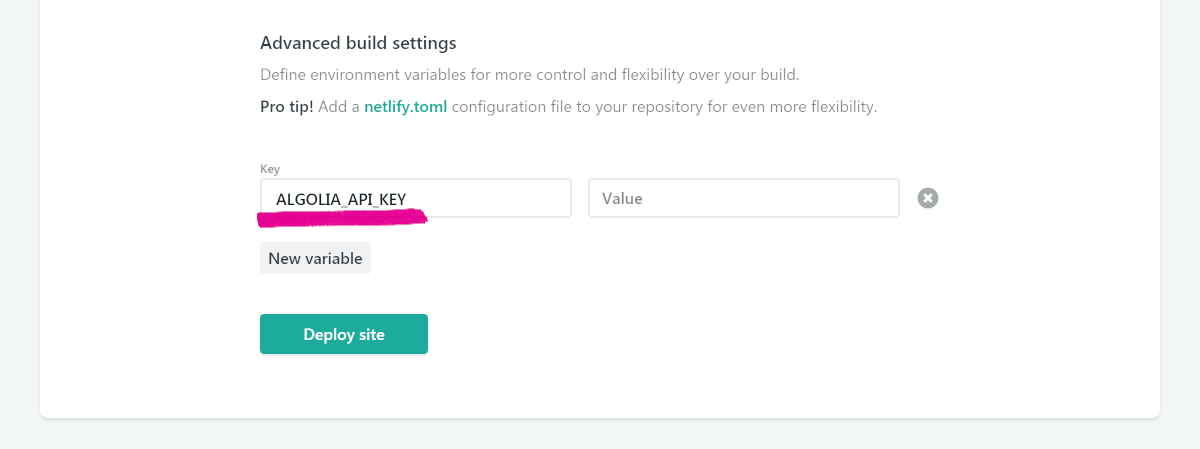 Advanced build settings
Define environment variables for more control and flexibility over your build.
Pro tip! Add a netlify.toml configuration file to your repository for even more flexibility.
Key
ALGOLIA_API_KEY
Value
New variable
Deploy site